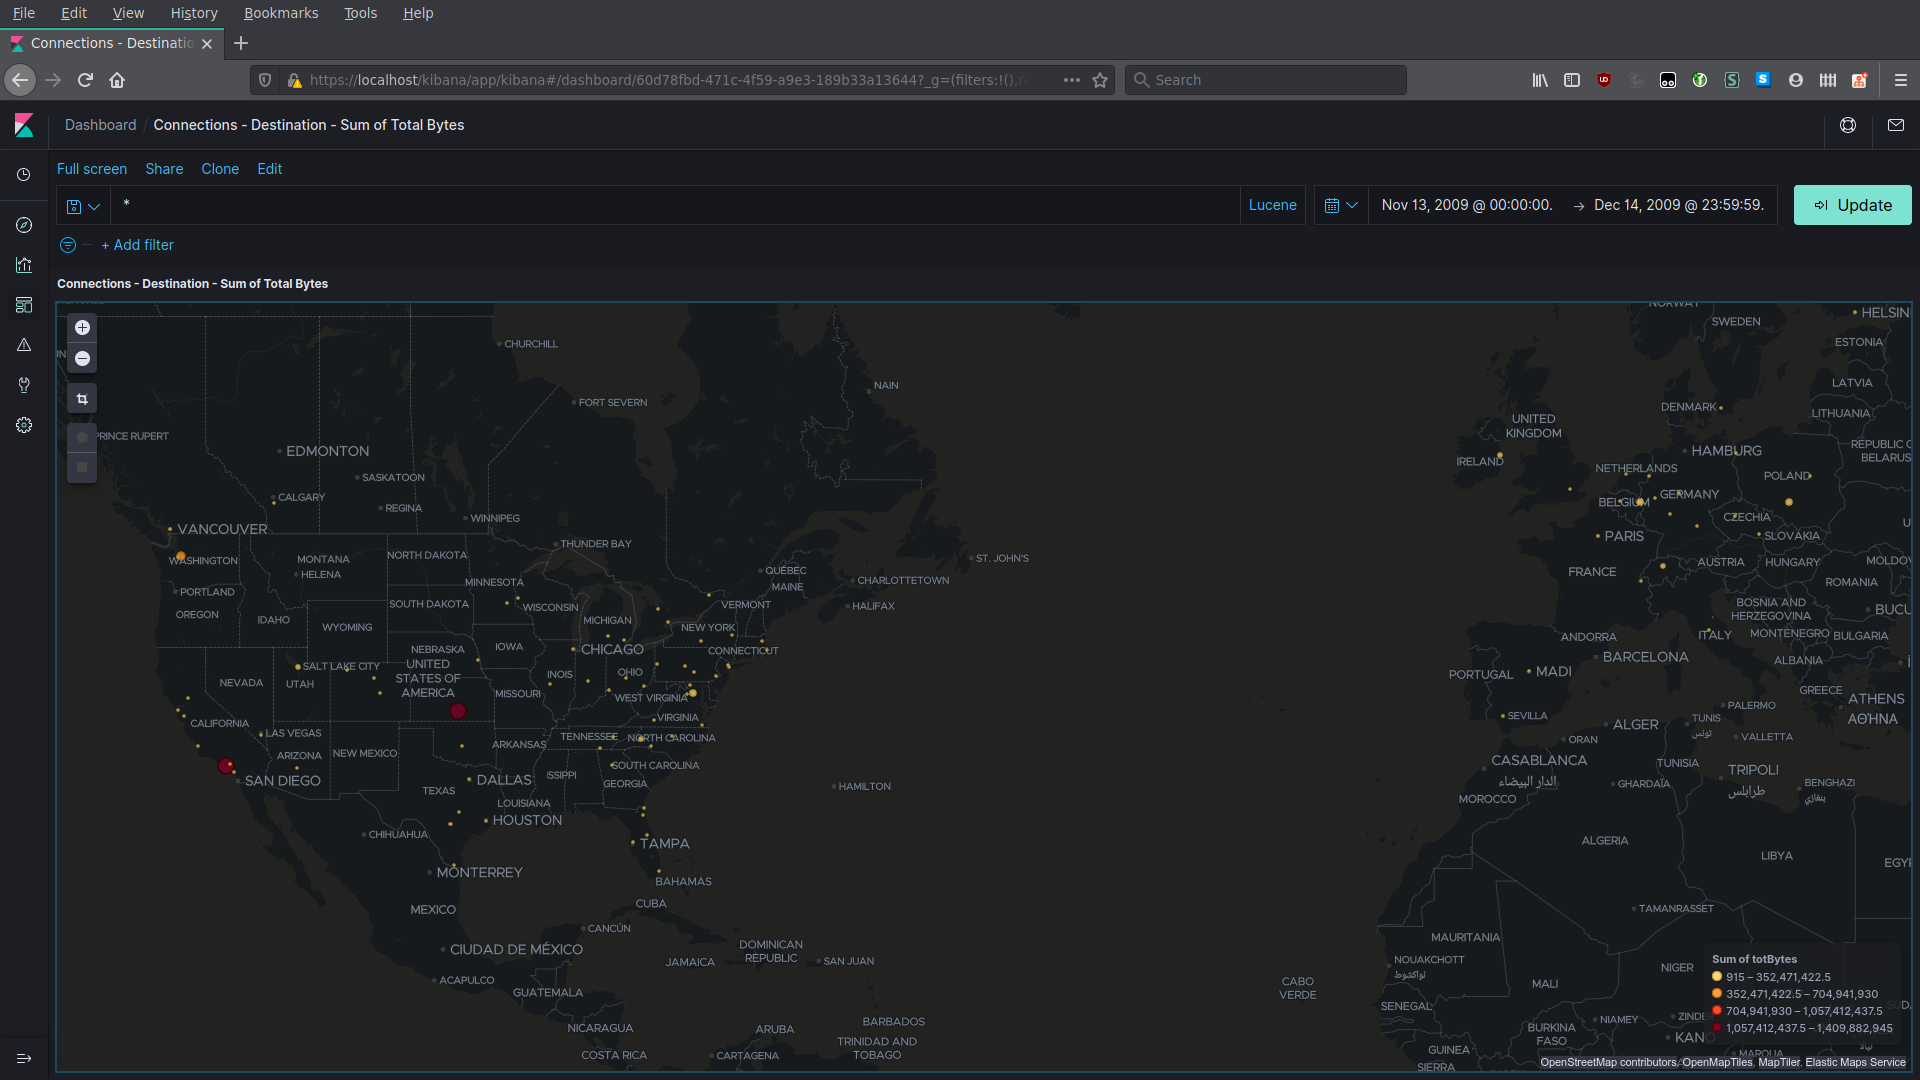 File Edit View History Bookmarks Tools Help
Connections - Destinatio
https://localhost/kibana/app/kibana#/dashboard/60d78fbd-471c-4f59-a9e3-189b33a13644?_g=(filters:!(),r
Search
Dashboard / Connections - Destination - Sum of Total Bytes
Full screen Share Clone Edit
* Lucene Nov 13, 2009 @ 00:00:00. → Dec 14, 2009 @ 23:59:59. Update
+ Add filter
Connections - Destination - Sum of Total Bytes
NORWAY
HELSIN
SWEDEN
CHURCHILL
ESTONIA
NAIN
LATVIA
FORT SEVERN
DENMARK
LITHUANIA
UNITED
KINGDOM
PRINCE RUPERT
REPUBLIC O
BELARUS
EDMONTON
HAMBURG
IRELAND
NETHERLANDS
SASKATOON
POLAND
CALGARY
BELGIUM
GERMANY
REGINA
WINNIPEG
CZECHIA
VANCOUVER
PARIS
SLOVAKIA
THUNDER BAY
NORTH DAKOTA
MONTANA
WASHINGTON
ST. JOHN'S
AUSTRIA
HUNGARY
MOLDO
QUÉBEC
FRANCE
HELENA
MINNESOTA
CHARLOTTETOWN
ROMANIA
MAINE
PORTLAND
SOUTH DAKOTA
WISCONSIN
VERMONT
HALIFAX
BOSNIA AND
HERZEGOVINA
BUCU
OREGON
IDAHO
WYOMING
MICHIGAN
NEW YORK
ANDORRA
ITALY
MONTENEGRO
BULGARIA
NEBRASKA
IOWA
CHICAGO
CONNECTICUT
BARCELONA
ALBANIA
SALT LAKE CITY
UNITED
STATES OF
AMERICA
INOIS
OHIO
PORTUGAL
MADI
NEVADA
UTAH
MISSOURI
WEST VIRGINIA
GREECE
ATHENS
ΑΘΉΝΑ
PALERMO
CALIFORNIA
VIRGINIA
SEVILLA
ALGER
TUNIS
تونس
LAS VEGAS
TENNESSEE
NORTH CAROLINA
VALLETTA
ARIZONA
NEW MEXICO
ARKANSAS
ORAN
CASABLANCA
الدار البيضاء
TUNISIA
SOUTH CAROLINA
TRIPOLI
طرابلس
SAN DIEGO
DALLAS
ISSIPPI
GEORGIA
HAMILTON
GHARDAÏA
BENGHAZI
بنغازي
TEXAS
LOUISIANA
MOROCCO
HOUSTON
CHIHUAHUA
TAMPA
ALGERIA
LIBYA
EGY
MONTERREY
BAHAMAS
MEXICO
CUBA
TAMANRASSET
CANCÚN
MAURITANIA
CIUDAD DE MÉXICO
DOMINICAN
REPUBLIC
JAMAICA
SAN JUAN
NOUAKCHOTT
نواكشوط
NIGER
ACAPULCO
CABO
VERDE
MALI
GUATEMALA
SENEGAL
SUD
BARBADOS
NIAMEY
ZINDE
NICARAGUA
ARUBA
BURKINA
FASO
KANO
TRINIDAD AND
TOBAGO
COSTA RICA
CARTAGENA
GUINEA
MAROUA
SIERRA
Sum of totBytes
915 – 352,471,422.5
352,471,422.5 – 704,941,930
704,941,930 – 1,057,412,437.5
1,057,412,437.5 – 1,409,882,945
OpenStreetMap contributors, OpenMapTiles, MapTiler, Elastic Maps Service